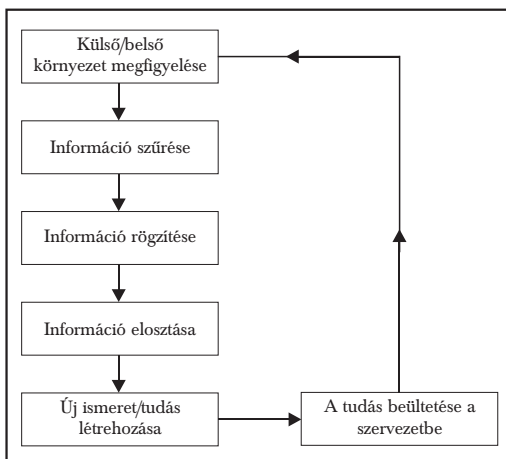 Külső/belső
környezet megfigyelése
Információ szűrése
Információ rögzítése
Információ elosztása
Új ismeret/tudás
létrehozása
A tudás beültetése a
szervezetbe